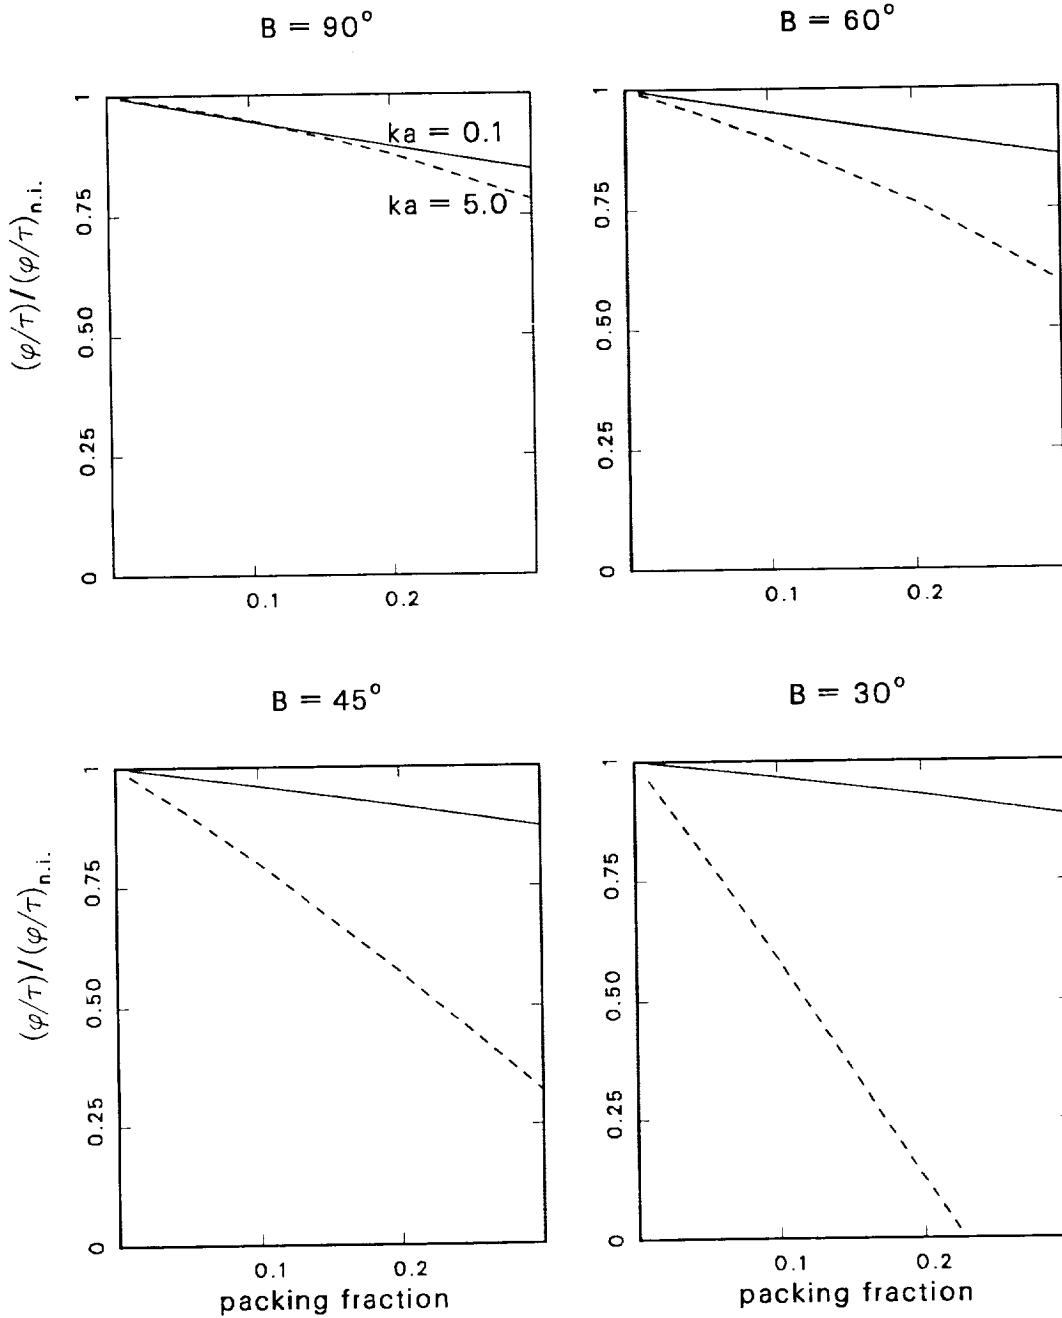 B = 90°
B = 60°
(φ/τ)/(φ/τ)n.i.
1
0.75
0.50
0.25
0
ka = 0.1
ka = 5.0
0.1
0.2
1
0.75
0.50
0.25
0
0.1
0.2
B = 45°
B = 30°
(φ/τ)/(φ/τ)n.i.
1
0.75
0.50
0.25
0
0.1
0.2
packing fraction
1
0.75
0.50
0.25
0
0.1
0.2
packing fraction